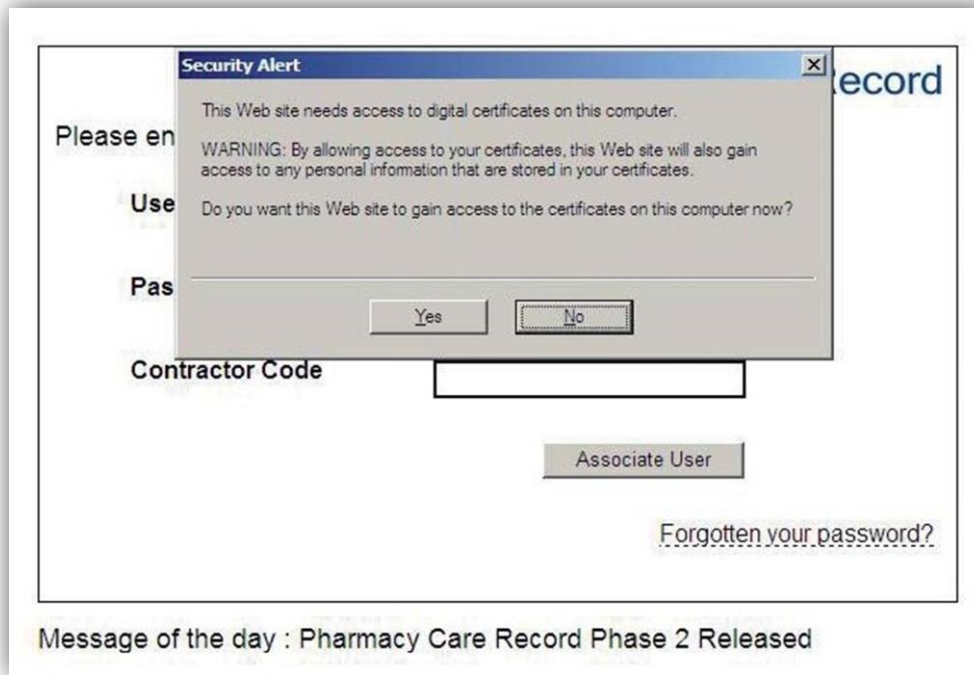 Security Alert
ecord
This Web site needs access to digital certificates on this computer.
Please en
WARNING: By allowing access to your certificates, this Web site will also gain
access to any personal information that are stored in your certificates.
Use
Do you want this Web site to gain access to the certificates on this computer now?
Pas
Yes No
Contractor Code
Associate User
Forgotten your password?
Message of the day : Pharmacy Care Record Phase 2 Released